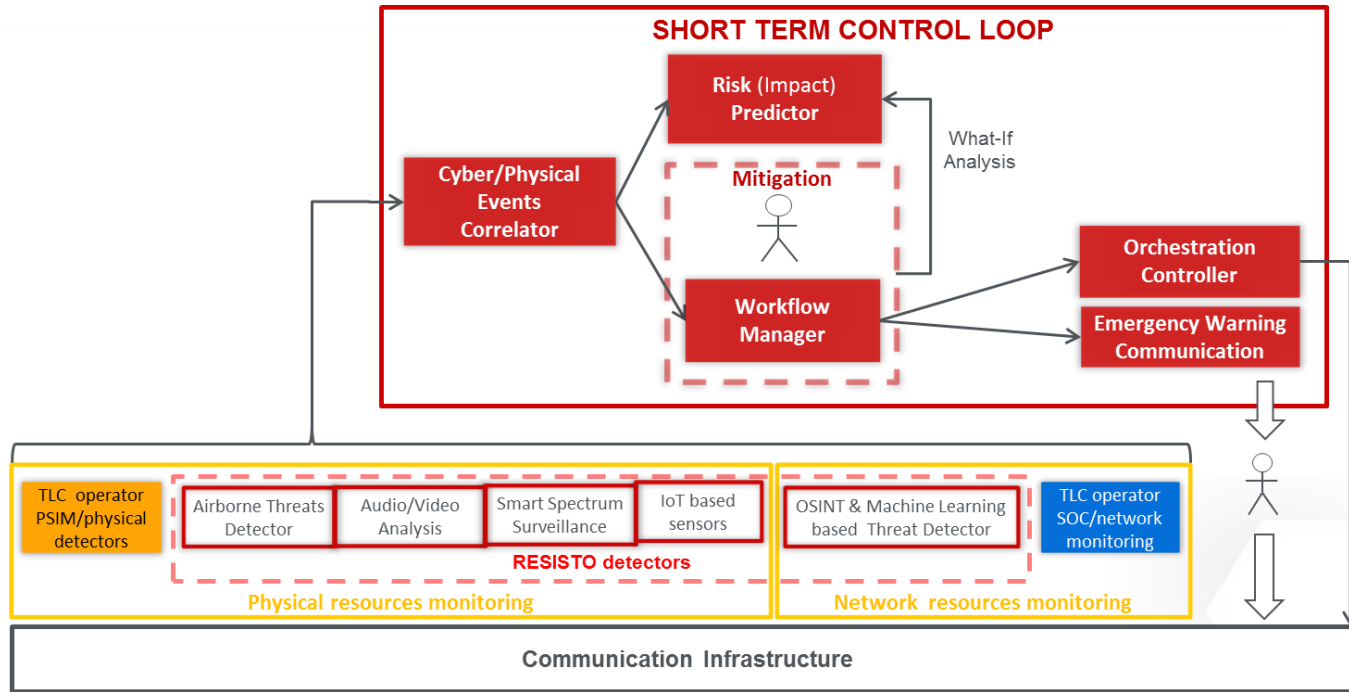 SHORT TERM CONTROL LOOP
Risk (Impact)
Predictor
What-If
Analysis
Cyber/Physical
Events
Correlator
Mitigation
Workflow
Manager
Orchestration
Controller
Emergency Warning
Communication
TLC operator
PSIM/physical
detectors
Airborne Threats
Detector
Audio/Video
Analysis
Smart Spectrum
Surveillance
IoT based
sensors
OSINT & Machine Learning
based Threat Detector
TLC operator
SOC/network
monitoring
RESISTO detectors
Physical resources monitoring
Network resources monitoring
Communication Infrastructure